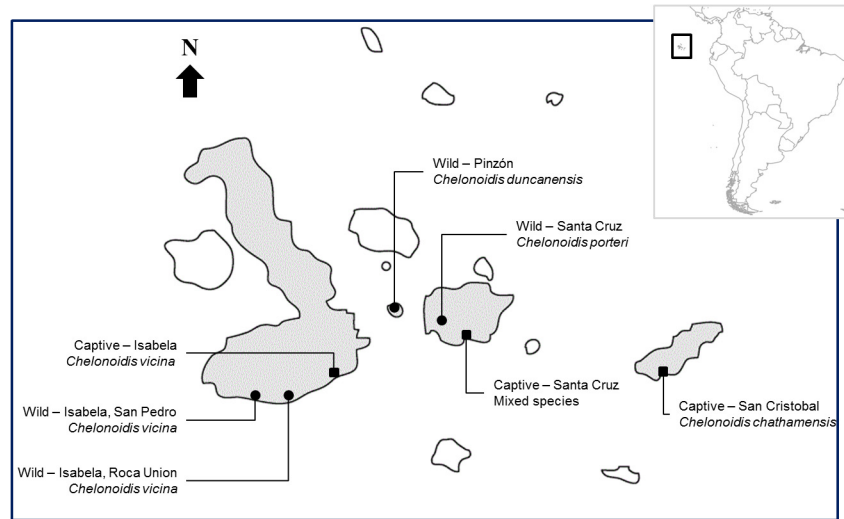 N
Wild – Pinzón
Chelonoidis duncanensis
Wild – Santa Cruz
Chelonoidis porteri
Captive – Isabela
Chelonoidis vicina
Wild – Isabela, San Pedro
Chelonoidis vicina
Wild – Isabela, Roca Union
Chelonoidis vicina
Captive – Santa Cruz
Mixed species
Captive – San Cristobal
Chelonoidis chathamensis